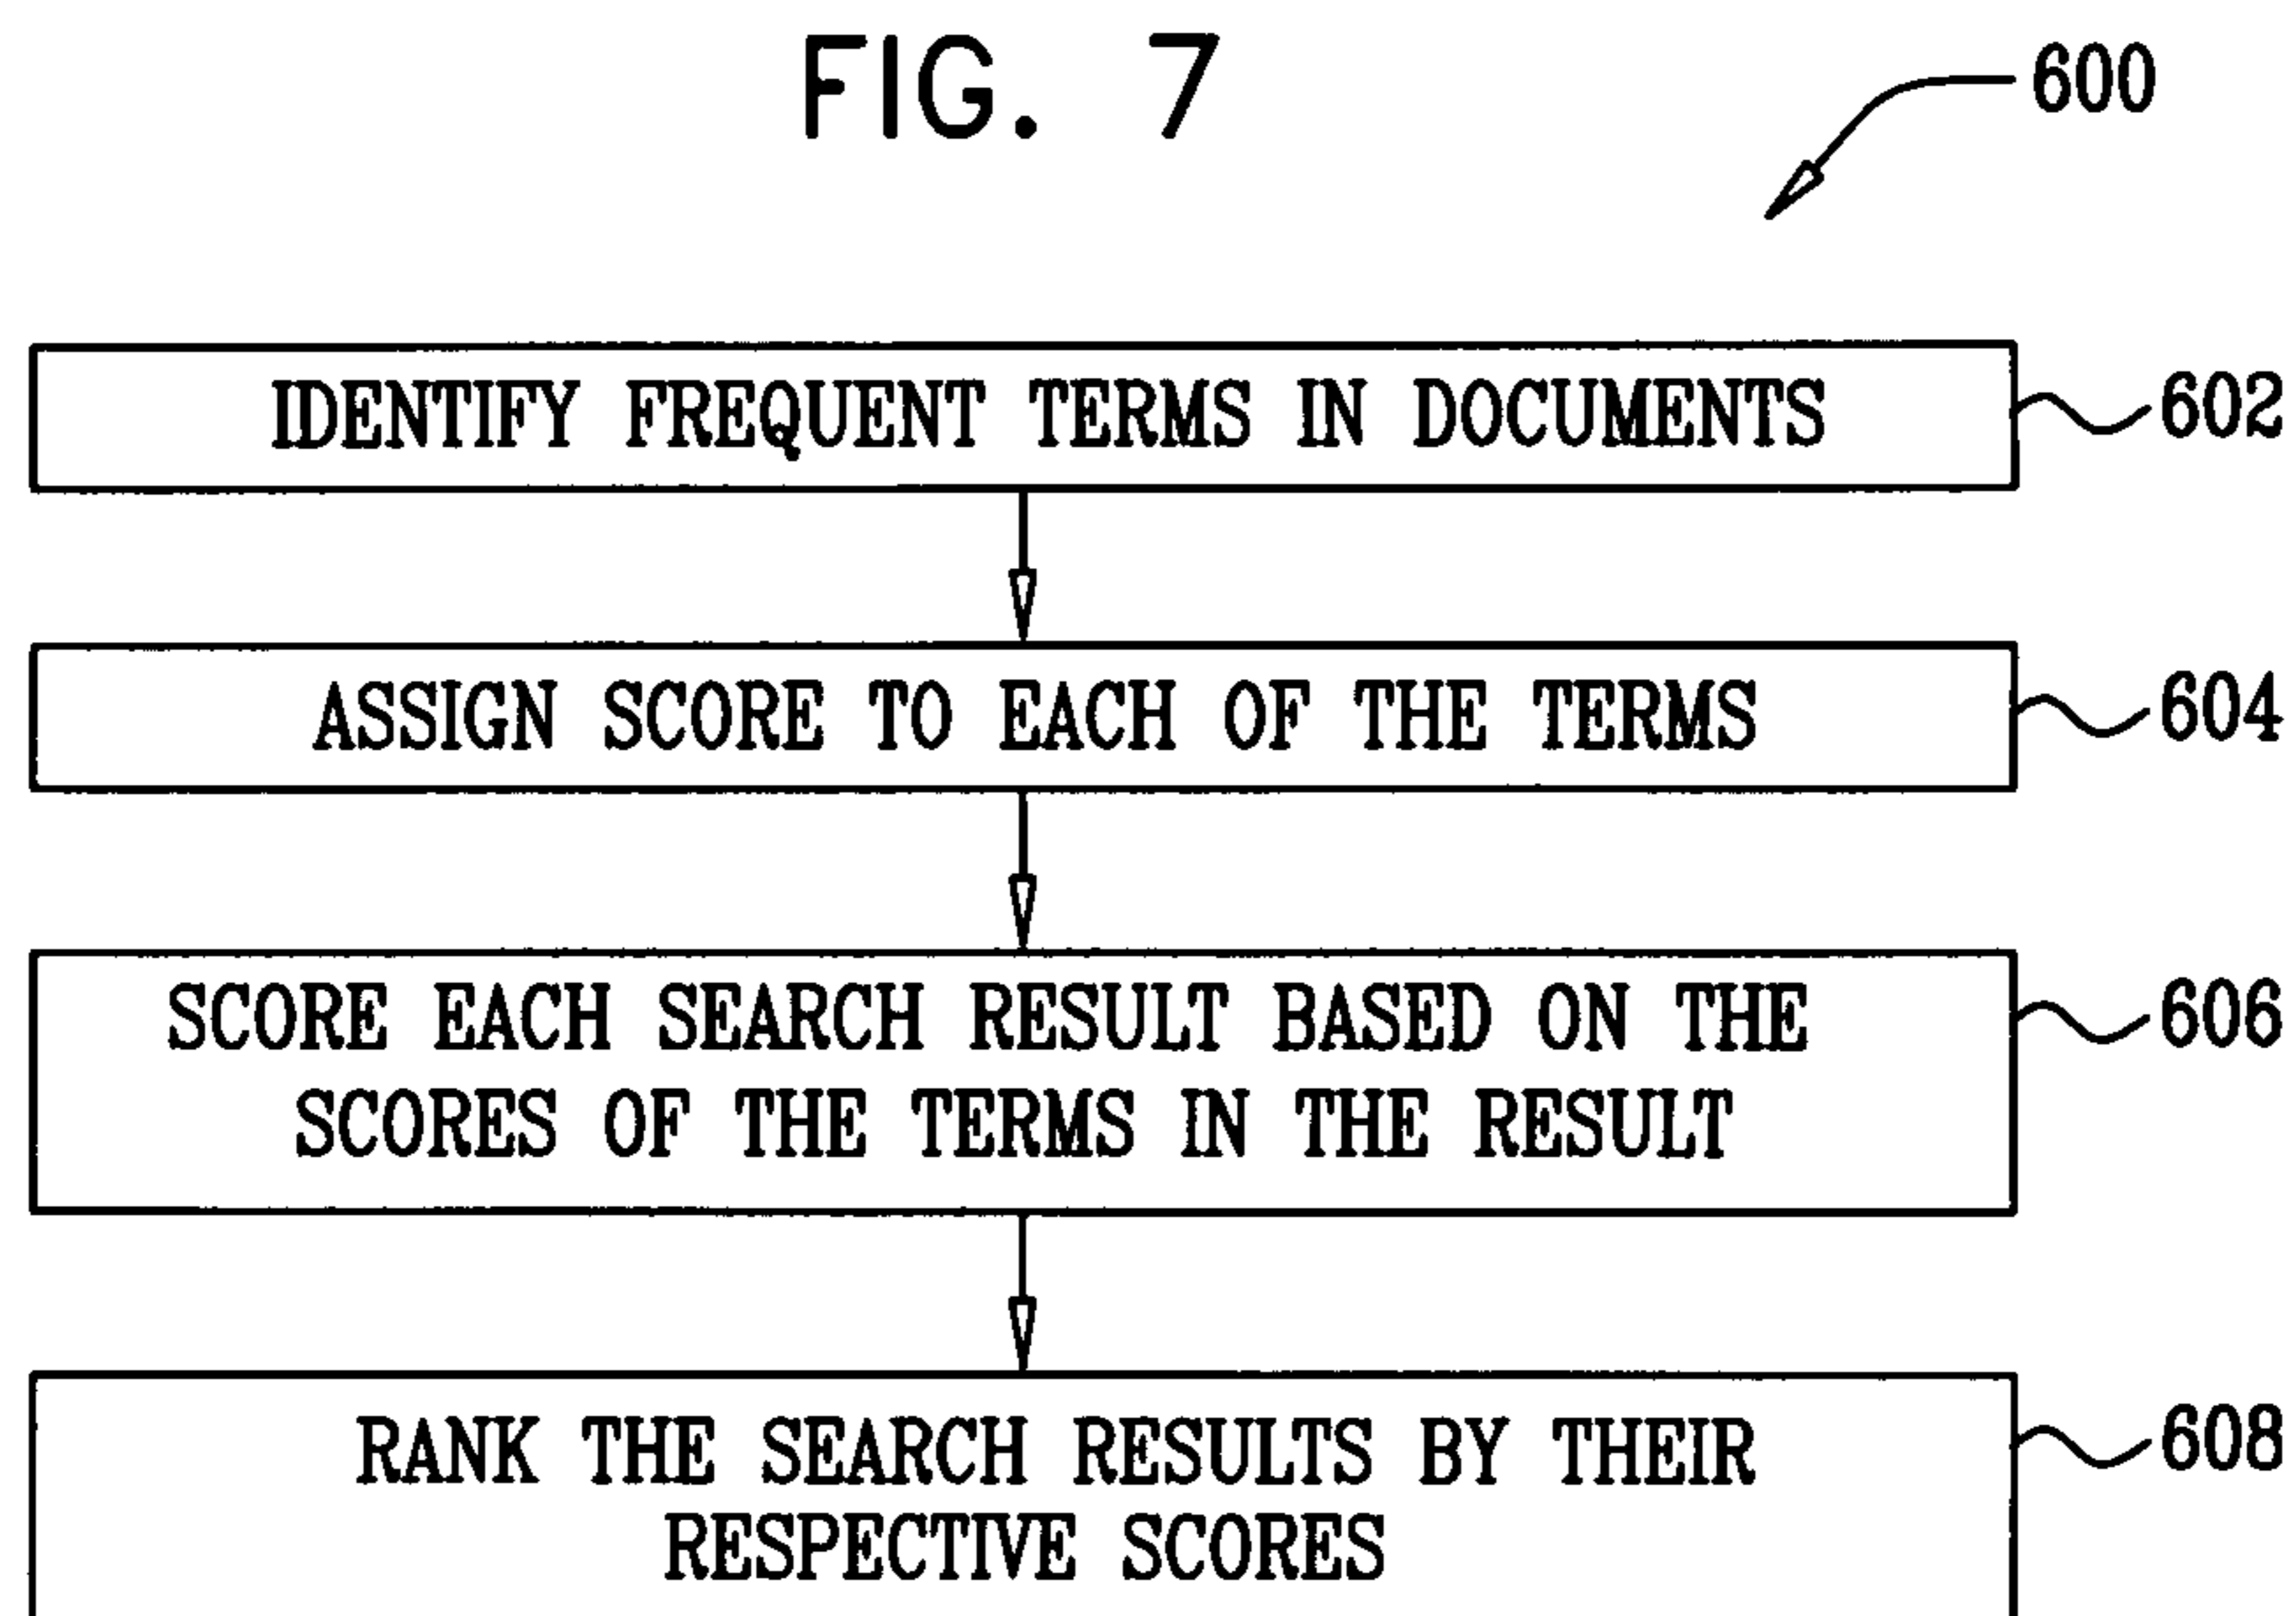 FIG. 7
600
IDENTIFY FREQUENT TERMS IN DOCUMENTS
602
ASSIGN SCORE TO EACH OF THE TERMS
604
SCORE EACH SEARCH RESULT BASED ON THE
SCORES OF THE TERMS IN THE RESULT
606
RANK THE SEARCH RESULTS BY THEIR
RESPECTIVE SCORES
608